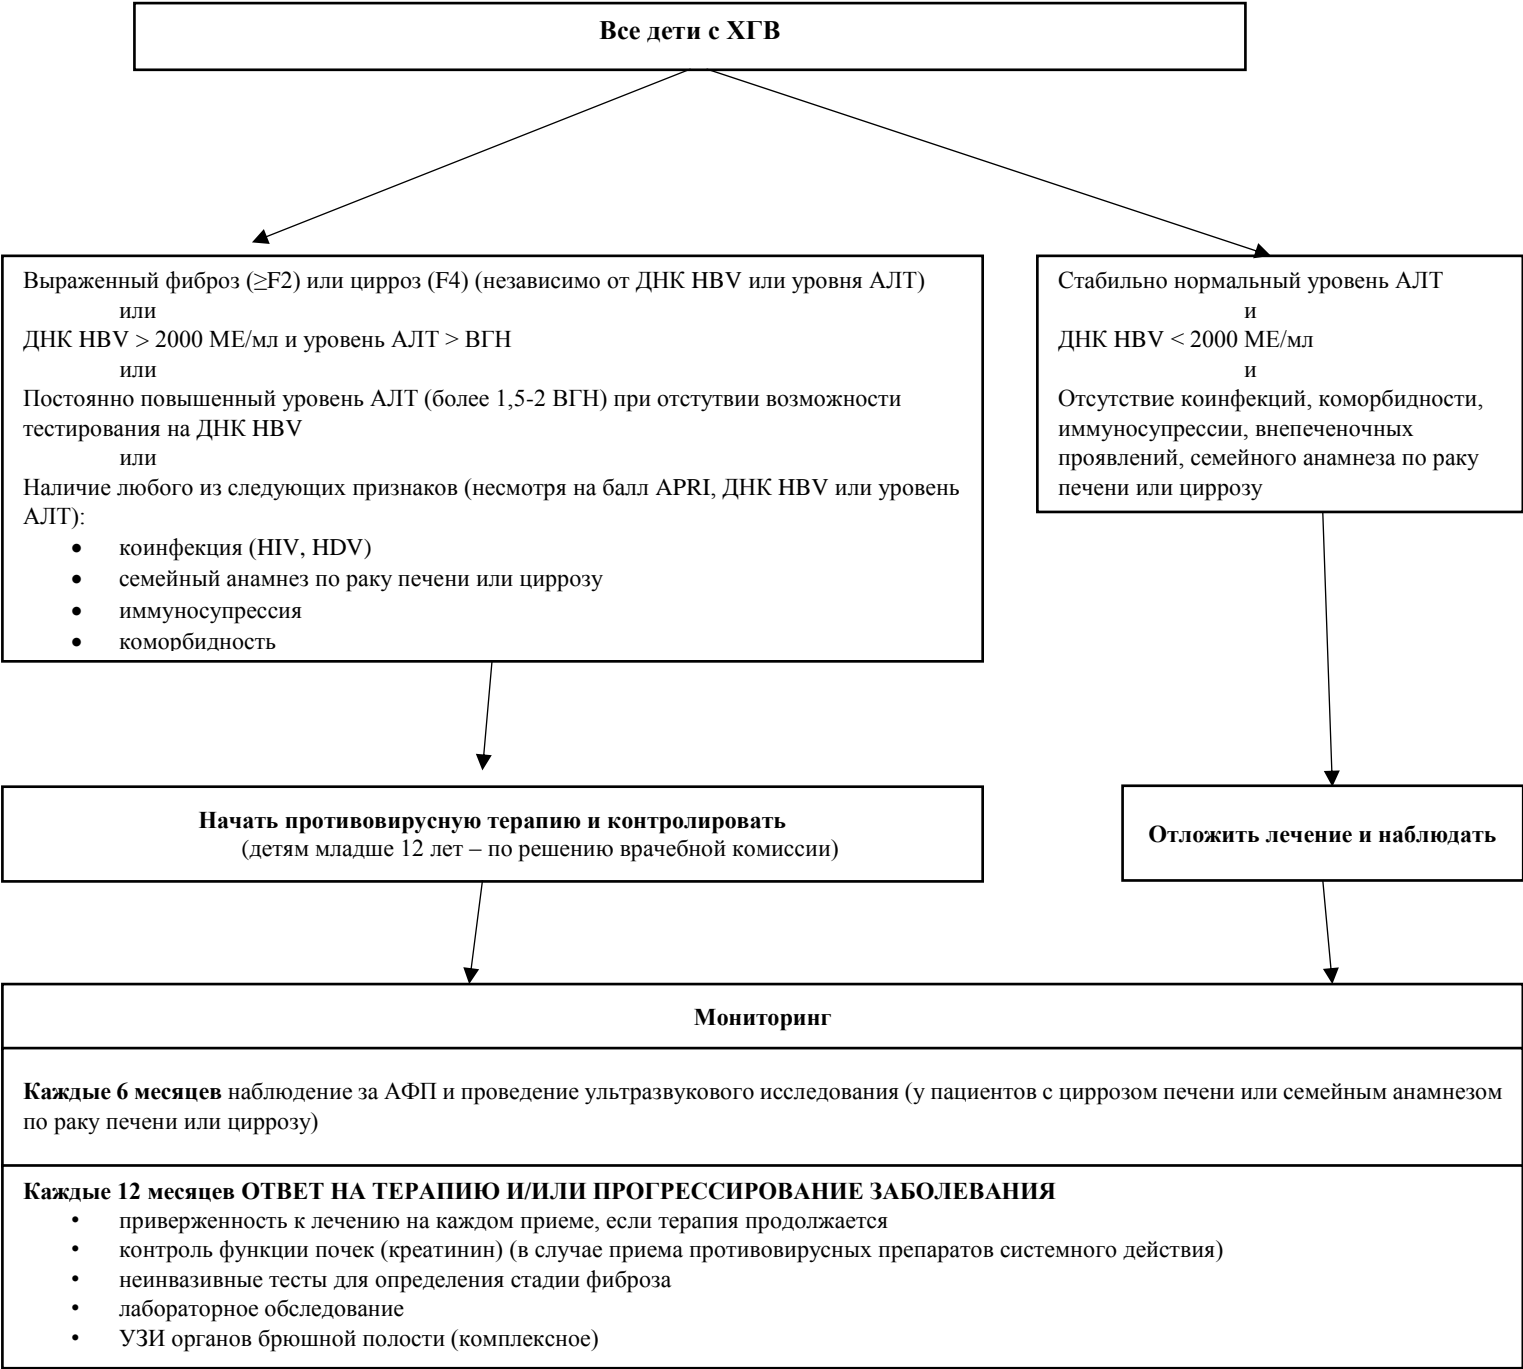 Все дети с ХГВ
Выраженный фиброз (≥F2) или цирроз (F4) (независимо от ДНК HBV или уровня АЛТ)
или
ДНК HBV > 2000 МЕ/мл и уровень АЛТ > ВГН
или
Постоянно повышенный уровень АЛТ (более 1,5-2 ВГН) при отстутвии возможности
тестирования на ДНК HBV
или
Наличие любого из следующих признаков (несмотря на балл APRI, ДНК HBV или уровень
АЛТ):
• коинфекция (HIV, HDV)
• семейный анамнез по раку печени или циррозу
• иммуносупрессия
• коморбидность
Стабильно нормальный уровень АЛТ
и
ДНК HBV < 2000 МЕ/мл
и
Отсутствие коинфекций, коморбидности,
иммуносупрессии, внепеченочных
проявлений, семейного анамнеза по раку
печени или циррозу
Начать противовирусную терапию и контролировать
(детям младше 12 лет – по решению врачебной комиссии)
Отложить лечение и наблюдать
Мониторинг
Каждые 6 месяцев наблюдение за АФП и проведение ультразвукового исследования (у пациентов с циррозом печени или семейным анамнезом
по раку печени или циррозу)
Каждые 12 месяцев ОТВЕТ НА ТЕРАПИЮ И/ИЛИ ПРОГРЕССИРОВАНИЕ ЗАБОЛЕВАНИЯ
• приверженность к лечению на каждом приеме, если терапия продолжается
• контроль функции почек (креатинин) (в случае приема противовирусных препаратов системного действия)
• неинвазивные тесты для определения стадии фиброза
• лабораторное обследование
• УЗИ органов брюшной полости (комплексное)